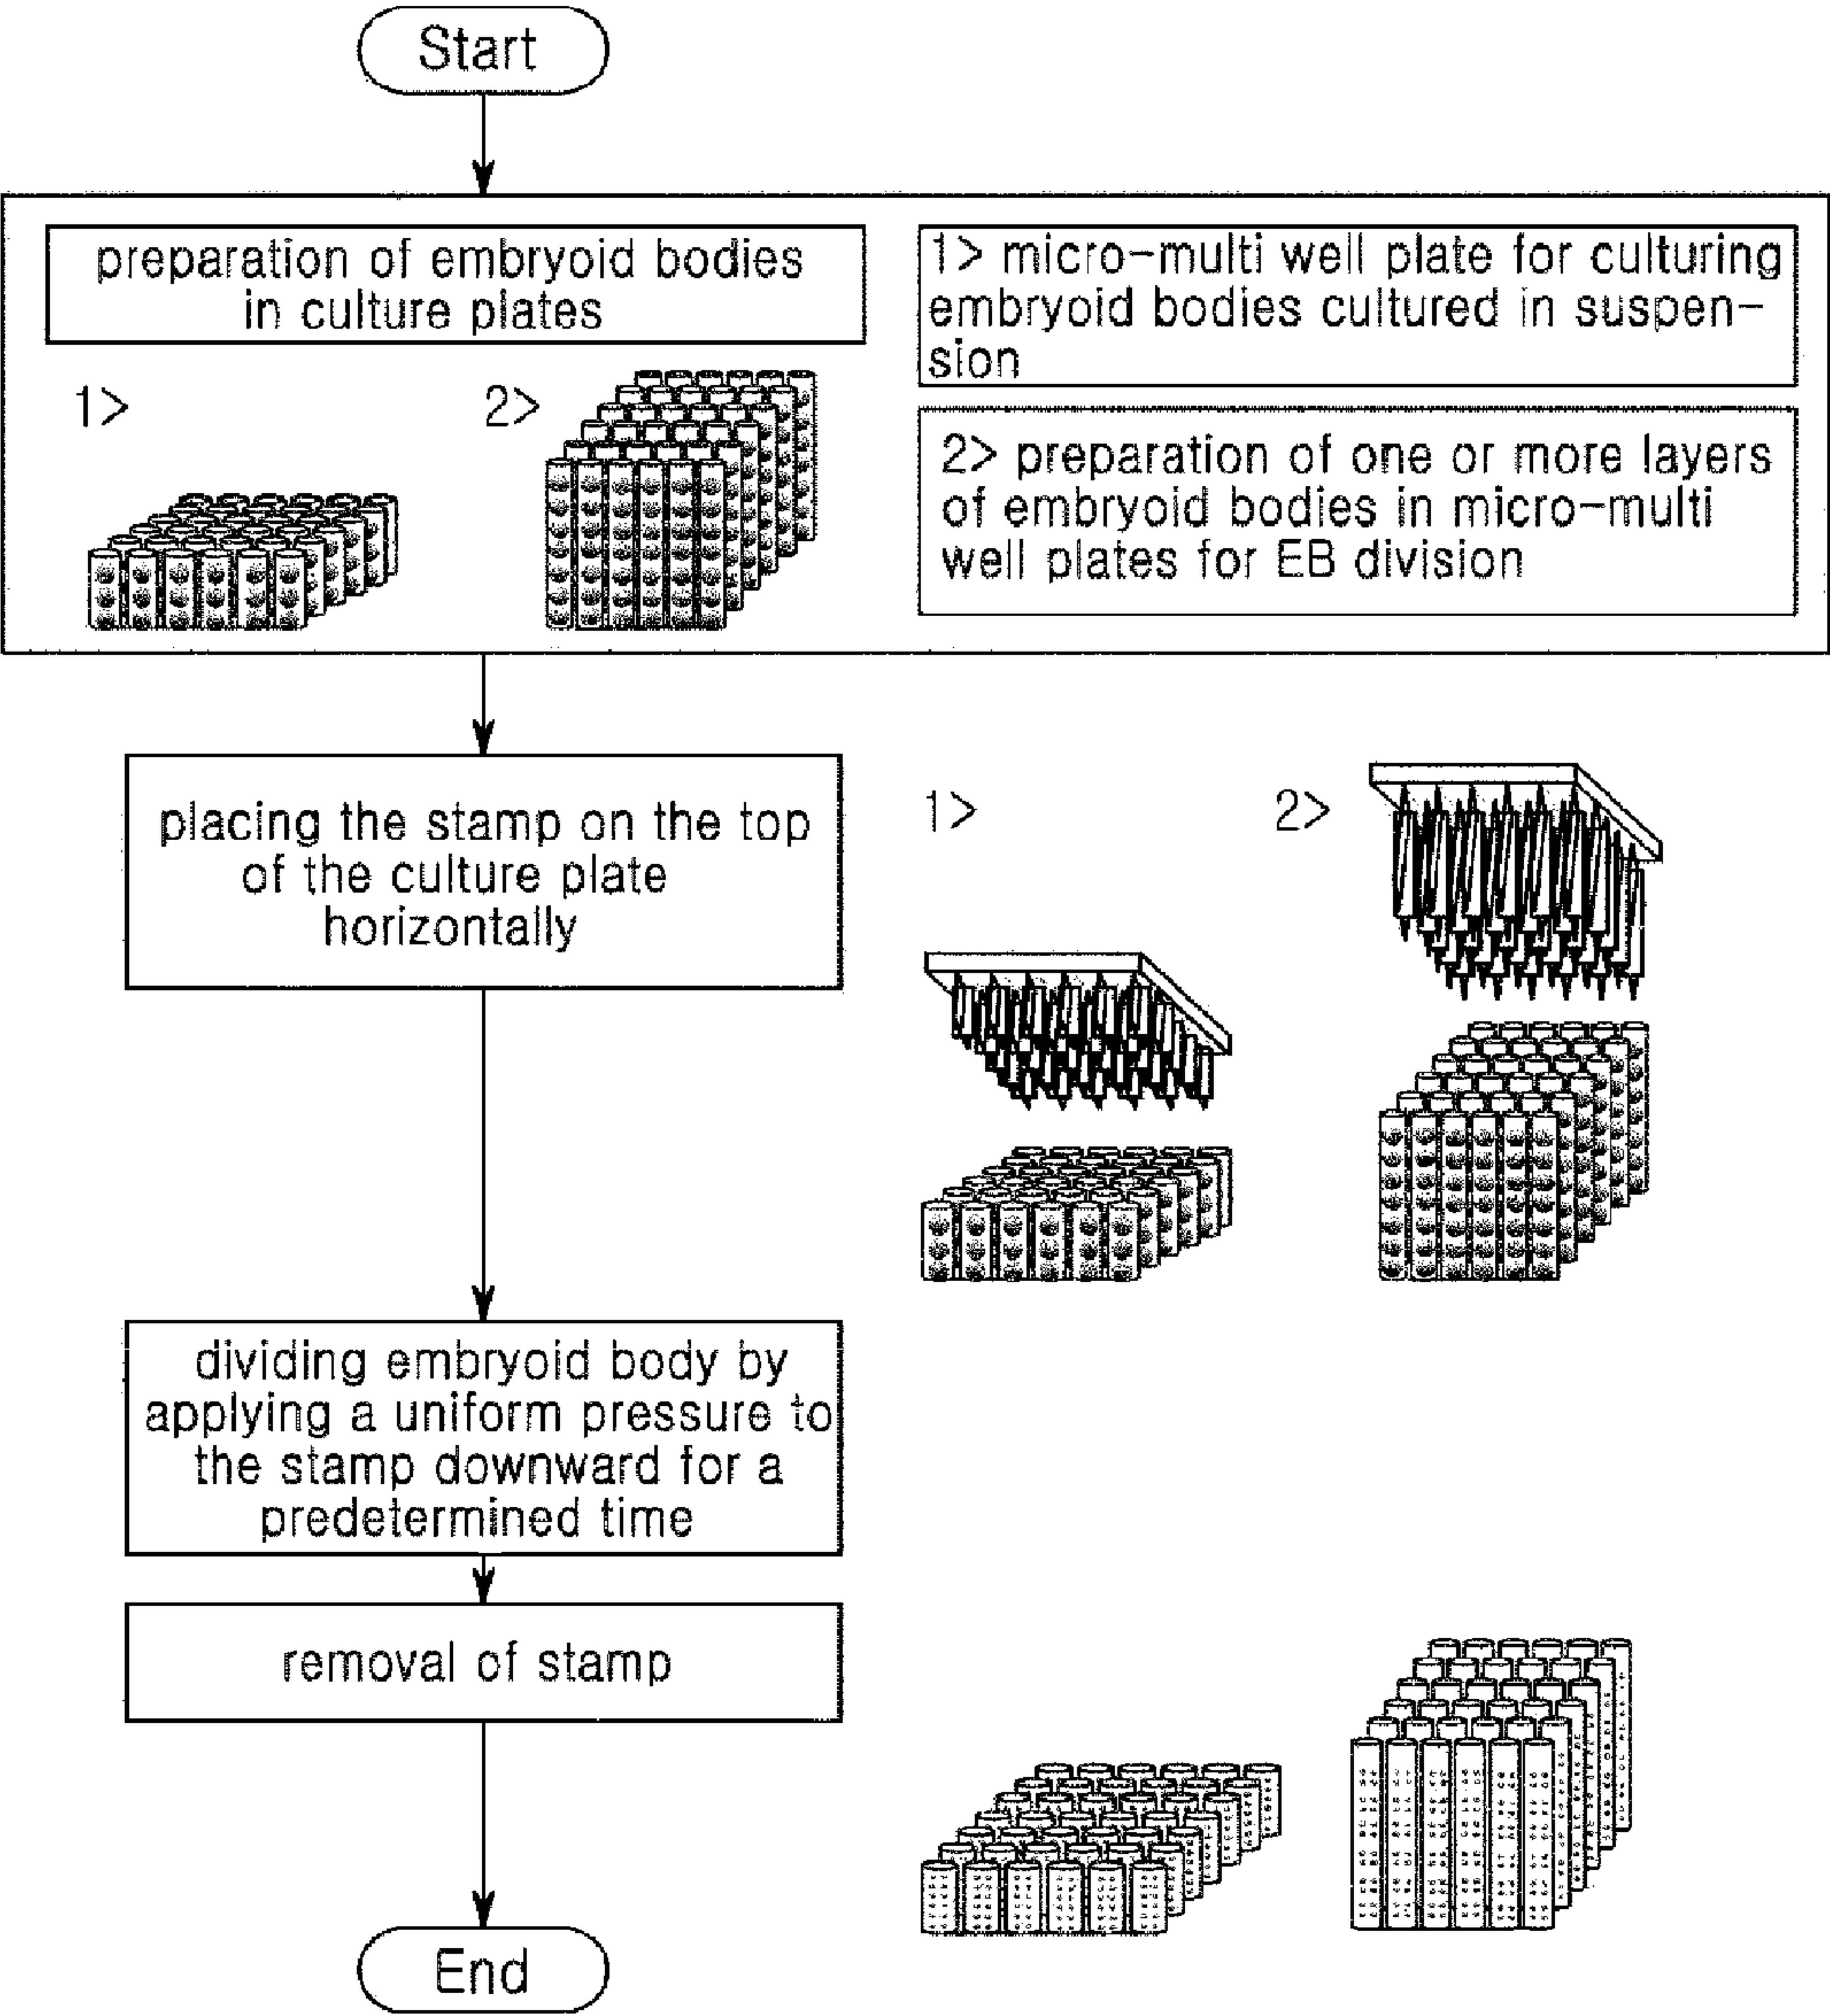 Start
preparation of embryoid bodies
in culture plates
1>
2>
1> micro-multi well plate for culturing
embryoid bodies cultured in suspen-
sion
2> preparation of one or more layers
of embryoid bodies in micro-multi
well plates for EB division
placing the stamp on the top
of the culture plate
horizontally
1>
2>
dividing embryoid body by
applying a uniform pressure to
the stamp downward for a
predetermined time
removal of stamp
End